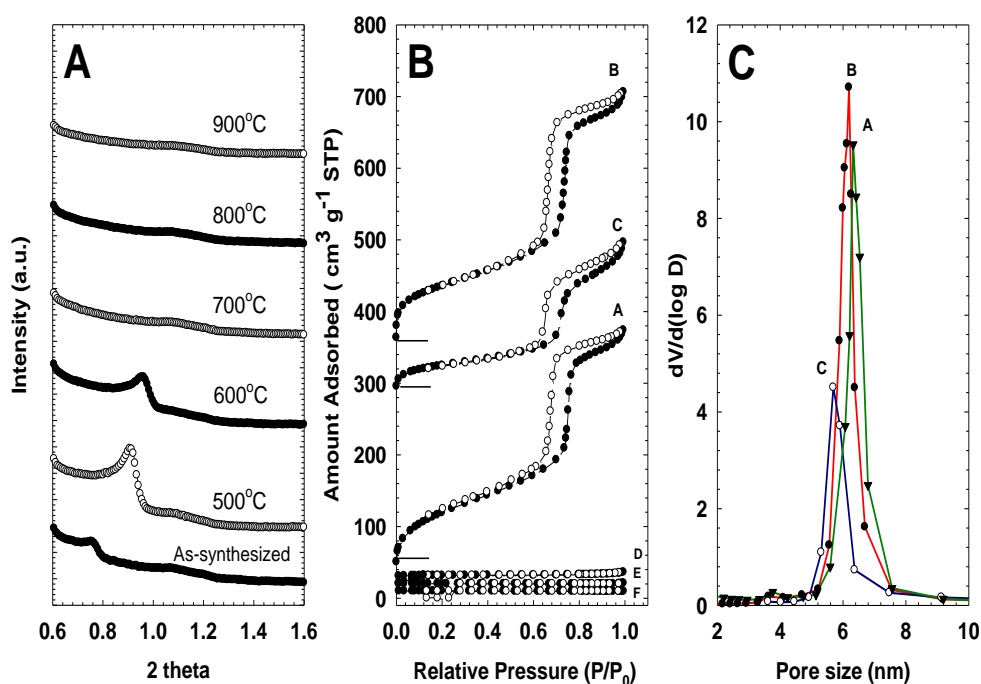 A
900°C
800°C
700°C
600°C
500°C
As-synthesized
Intensity (a.u.)
0.6 0.8 1.0 1.2 1.4 1.6
2 theta
B
800
700
600
500
400
300
200
100
0
B
C
A
D
E
F
Amount Adsorbed ( cm³ g⁻¹ STP)
0.0 0.2 0.4 0.6 0.8 1.0
Relative Pressure (P/P₀)
C
12
10
8
6
4
2
0
B
A
C
dV/d(log D)
2 4 6 8 10
Pore size (nm)